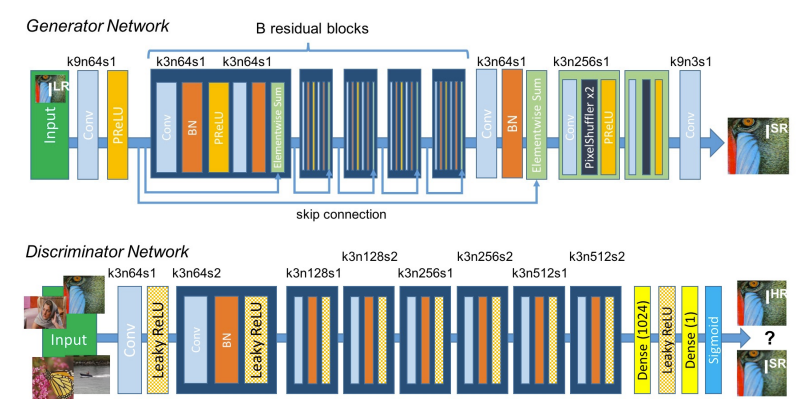 Generator Network
B residual blocks
k9n64s1
k3n64s1
k3n64s1
k3n64s1
k3n256s1
k9n3s1
I LR
Input
Conv
PReLU
Conv
BN
PReLU
Elementwise Sum
Conv
BN
Elementwise Sum
Conv
PixelShuffler x2
PReLU
Conv
I SR
skip connection
Discriminator Network
k3n64s1
k3n64s2
k3n128s1
k3n128s2
k3n256s1
k3n256s2
k3n512s1
k3n512s2
Input
Conv
Leaky ReLU
Conv
BN
Leaky ReLU
Dense (1024)
Leaky ReLU
Dense (1)
Sigmoid
I HR
?
I SR